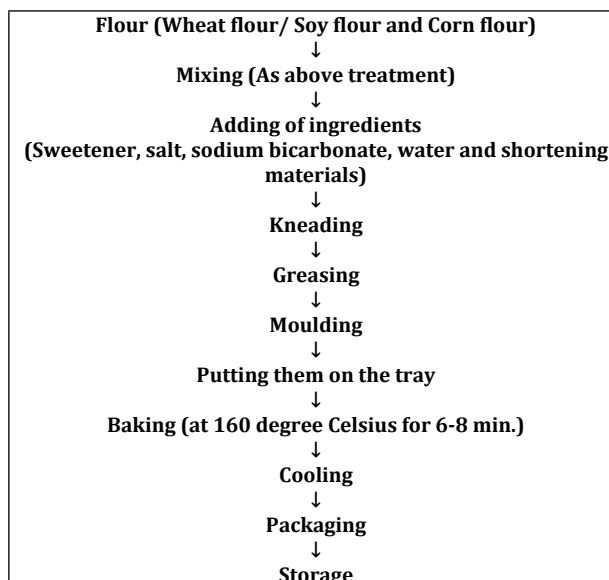 Flour (Wheat flour/ Soy flour and Corn flour)
↓
Mixing (As above treatment)
↓
Adding of ingredients
(Sweetener, salt, sodium bicarbonate, water and shortening
materials)
↓
Kneading
↓
Greasing
↓
Moulding
↓
Putting them on the tray
↓
Baking (at 160 degree Celsius for 6-8 min.)
↓
Cooling
↓
Packaging
↓
Storage